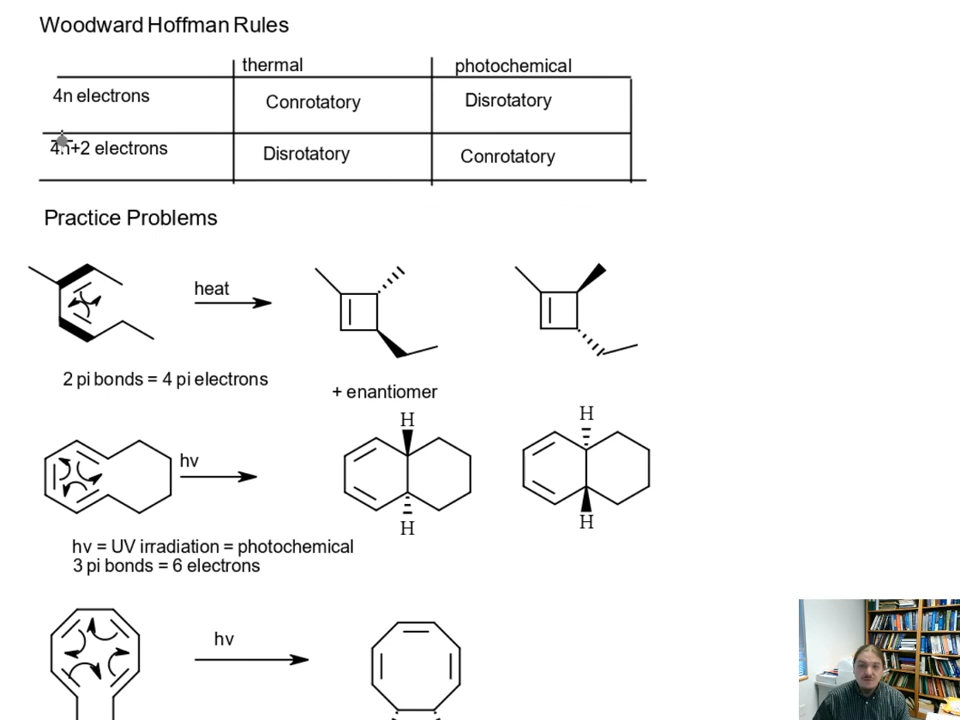 Woodward Hoffman Rules
thermal photochemical
4n electrons Conrotatory Disrotatory
4n+2 electrons Disrotatory Conrotatory
Practice Problems
heat
2 pi bonds = 4 pi electrons
+ enantiomer
H H
hv
H H
hv = UV irradiation = photochemical
3 pi bonds = 6 electrons
hv